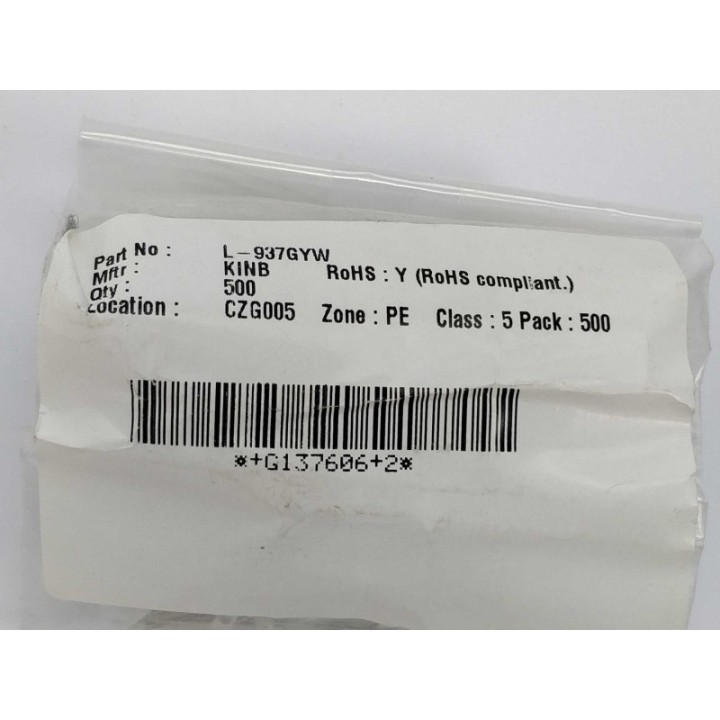 Part No : L-937GYW
Mftr : KINB RoHS : Y (RoHS compliant.)
Qty : 500
Location : CZG005 Zone : PE Class : 5 Pack : 500
*+G137606+2*